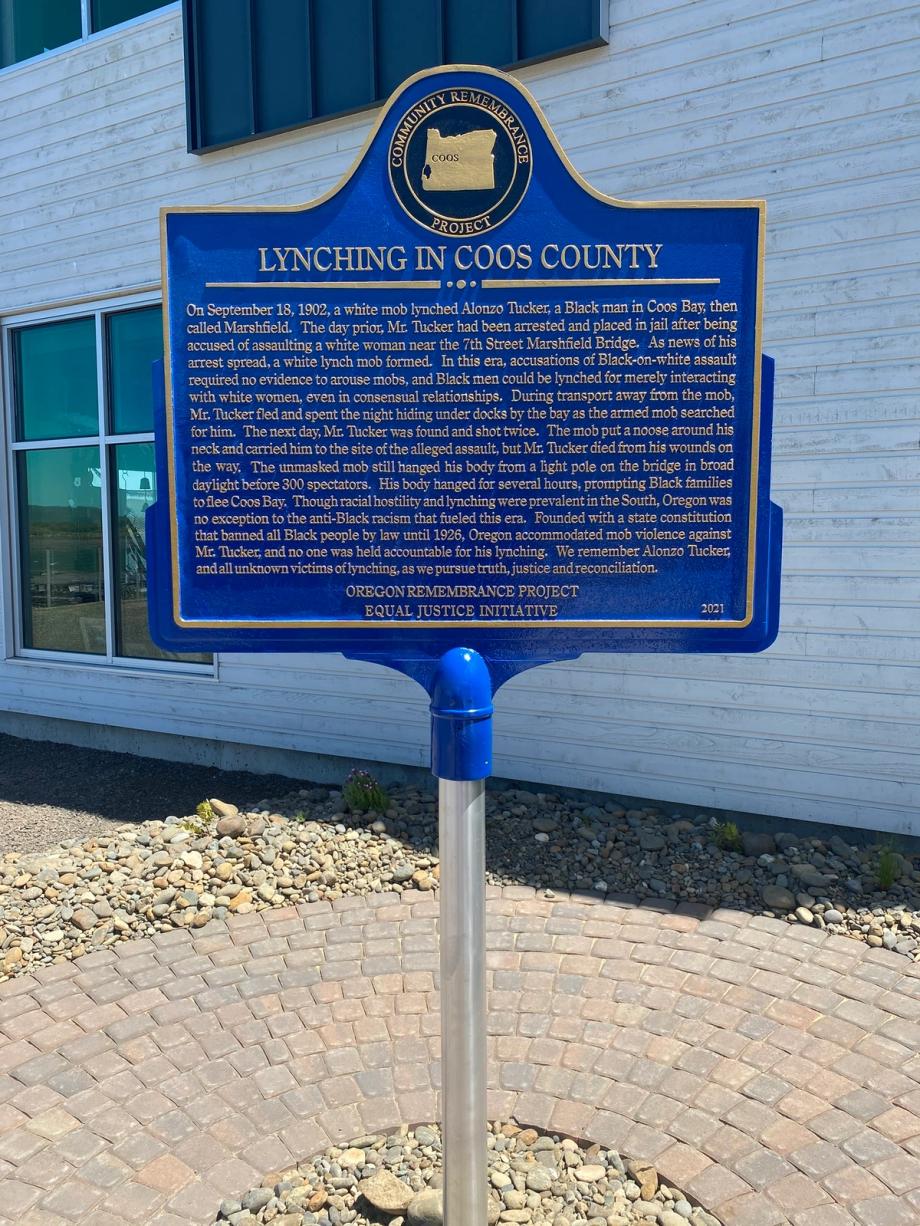 COMMUNITY REMEMBRANCE
COOS
PROJECT
LYNCHING IN COOS COUNTY
On September 18, 1902, a white mob lynched Alonzo Tucker, a Black man in Coos Bay, then
called Marshfield. The day prior, Mr. Tucker had been arrested and placed in jail after being
accused of assaulting a white woman near the 7th Street Marshfield Bridge. As news of his
arrest spread, a white lynch mob formed. In this era, accusations of Black-on-white assault
required no evidence to arouse mobs, and Black men could be lynched for merely interacting
with white women, even in consensual relationships. During transport away from the mob,
Mr. Tucker fled and spent the night hiding under docks by the bay as the armed mob searched
for him. The next day, Mr. Tucker was found and shot twice. The mob put a noose around his
neck and carried him to the site of the alleged assault, but Mr. Tucker died from his wounds on
the way. The unmasked mob still hanged his body from a light pole on the bridge in broad
daylight before 300 spectators. His body hanged for several hours, prompting Black families
to flee Coos Bay. Though racial hostility and lynching were prevalent in the South, Oregon was
no exception to the anti-Black racism that fueled this era. Founded with a state constitution
that banned all Black people by law until 1926, Oregon accommodated mob violence against
Mr. Tucker, and no one was held accountable for his lynching. We remember Alonzo Tucker,
and all unknown victims of lynching, as we pursue truth, justice and reconciliation.
OREGON REMEMBRANCE PROJECT
EQUAL JUSTICE INITIATIVE
2021